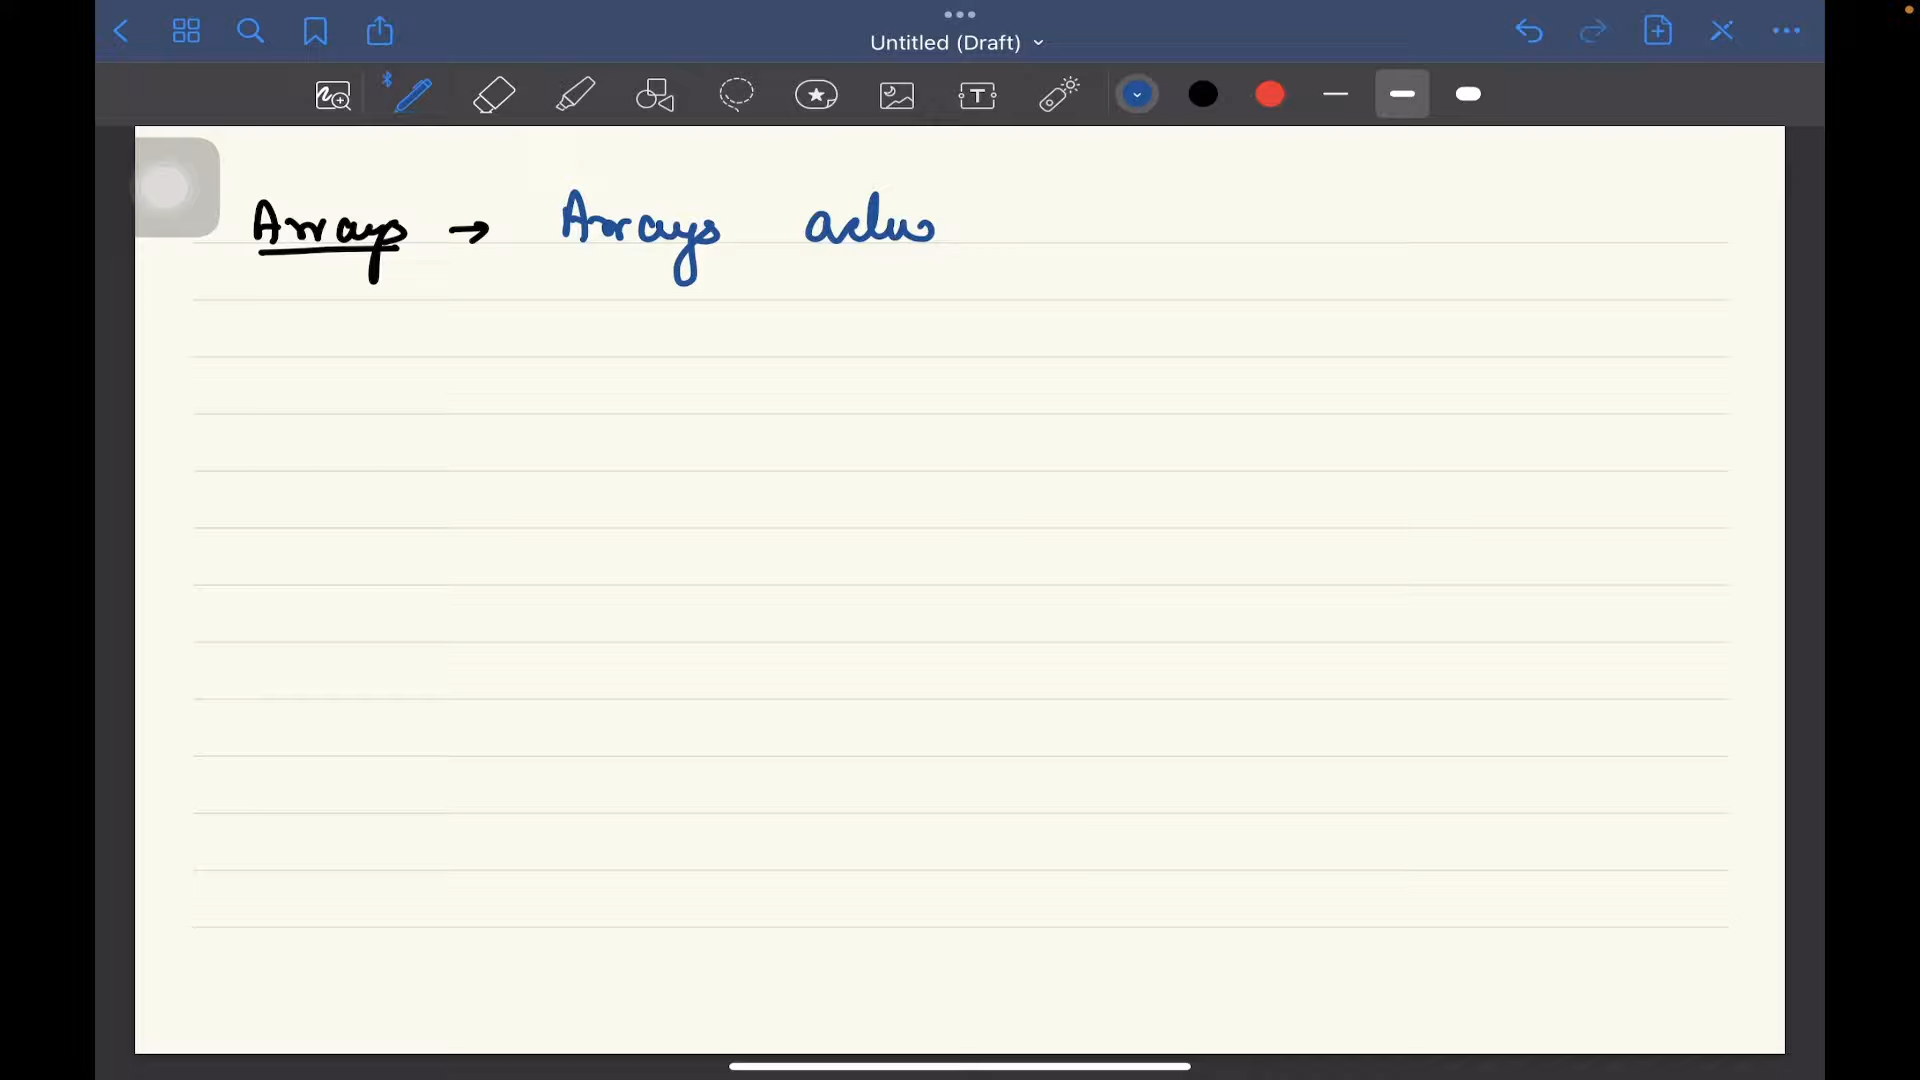 Untitled (Draft)
T
Arrays → Arrays